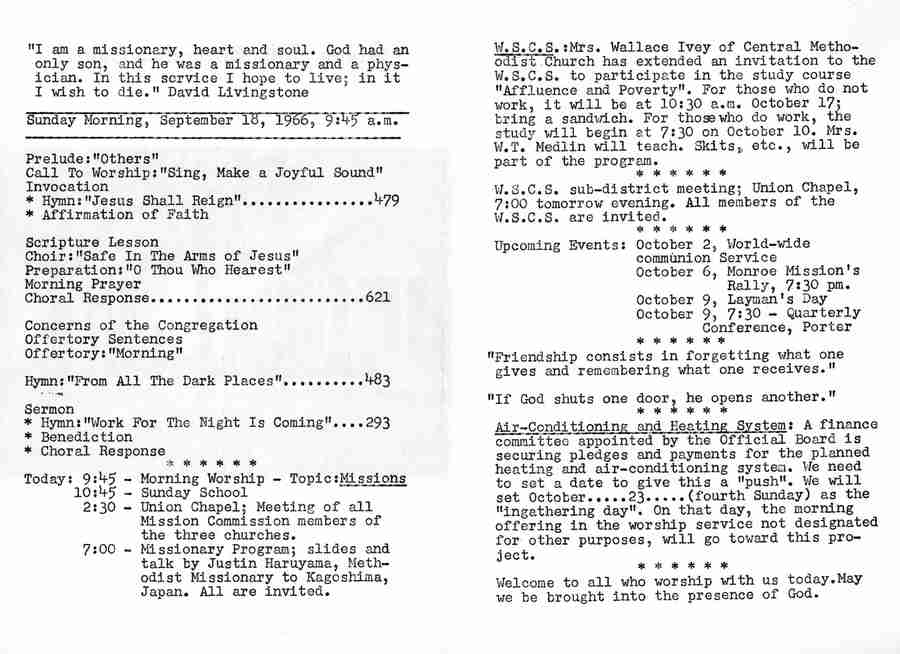 "I am a missionary, heart and soul. God had an
only son, and he was a missionary and a phys-
ician. In this service I hope to live; in it
I wish to die." David Livingstone
Sunday Morning, September 18, 1966, 9:45 a.m.
Prelude:"Others"
Call To Worship:"Sing, Make a Joyful Sound"
Invocation
* Hymn:"Jesus Shall Reign"................479
* Affirmation of Faith
Scripture Lesson
Choir:"Safe In The Arms of Jesus"
Preparation:"O Thou Who Hearest"
Morning Prayer
Choral Response..........................621
Concerns of the Congregation
Offertory Sentences
Offertory:"Morning"
Hymn:"From All The Dark Places"..........483
Sermon
* Hymn:"Work For The Night Is Coming"....293
* Benediction
* Choral Response
* * * * * *
Today: 9:45 - Morning Worship - Topic:Missions
10:45 - Sunday School
2:30 - Union Chapel; Meeting of all
Mission Commission members of
the three churches.
7:00 - Missionary Program; slides and
talk by Justin Haruyama, Meth-
odist Missionary to Kagoshima,
Japan. All are invited.
W.S.C.S.:Mrs. Wallace Ivey of Central Metho-
odist Church has extended an invitation to the
W.S.C.S. to participate in the study course
"Affluence and Poverty". For those who do not
work, it will be at 10:30 a.m. October 17;
bring a sandwich. For those who do work, the
study will begin at 7:30 on October 10. Mrs.
W.T. Medlin will teach. Skits, etc., will be
part of the program.
* * * * * *
W.S.C.S. sub-district meeting; Union Chapel,
7:00 tomorrow evening. All members of the
W.S.C.S. are invited.
* * * * * *
Upcoming Events: October 2, World-wide
communion Service
October 6, Monroe Mission's
Rally, 7:30 pm.
October 9, Layman's Day
October 9, 7:30 - Quarterly
Conference, Porter
* * * * * *
"Friendship consists in forgetting what one
gives and remembering what one receives."
"If God shuts one door, he opens another."
* * * * * *
Air-Conditioning and Heating System: A finance
committee appointed by the Official Board is
securing pledges and payments for the planned
heating and air-conditioning system. We need
to set a date to give this a "push". We will
set October.....23.....(fourth Sunday) as the
"ingathering day". On that day, the morning
offering in the worship service not designated
for other purposes, will go toward this pro-
ject.
* * * * * *
Welcome to all who worship with us today.May
we be brought into the presence of God.